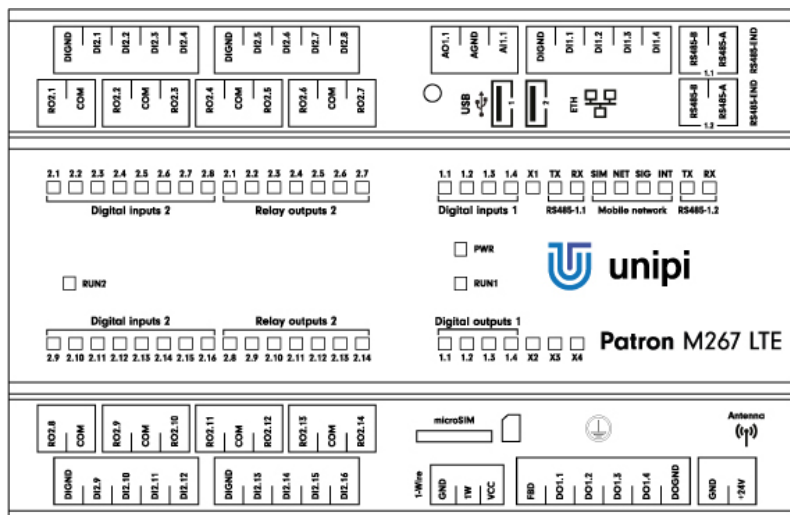 DIGND DI2.1 DI2.2 DI2.3 DI2.4 DIGND DI2.5 DI2.6 DI2.7 DI2.8 AO1.1 AGND AI1.1 DIGND DI1.1 DI1.2 DI1.3 DI1.4 RS485-B RS485-A RS485-END
1.1
RO2.1 COM RO2.2 COM RO2.3 RO2.4 COM RO2.5 RO2.6 COM RO2.7 USB 1 2 ETH RS485-B RS485-A RS485-END
1.2
2.1 2.2 2.3 2.4 2.5 2.6 2.7 2.8 2.1 2.2 2.3 2.4 2.5 2.6 2.7 1.1 1.2 1.3 1.4 X1 TX RX SIM NET SIG INT TX RX
Digital inputs 2 Relay outputs 2 Digital inputs 1 RS485-1.1 Mobile network RS485-1.2
PWR
unipi
RUN2 RUN1
Digital inputs 2 Relay outputs 2 Digital outputs 1
Patron M267 LTE
2.9 2.10 2.11 2.12 2.13 2.14 2.15 2.16 2.8 2.9 2.10 2.11 2.12 2.13 2.14 1.1 1.2 1.3 1.4 X2 X3 X4
RO2.8 COM RO2.9 COM RO2.10 RO2.11 COM RO2.12 RO2.13 COM RO2.14 microSIM Antenna
DIGND DI2.9 DI2.10 DI2.11 DI2.12 DIGND DI2.13 DI2.14 DI2.15 DI2.16 1-Wire GND 1W VCC FBD DO1.1 DO1.2 DO1.3 DO1.4 DOGND GND +24V